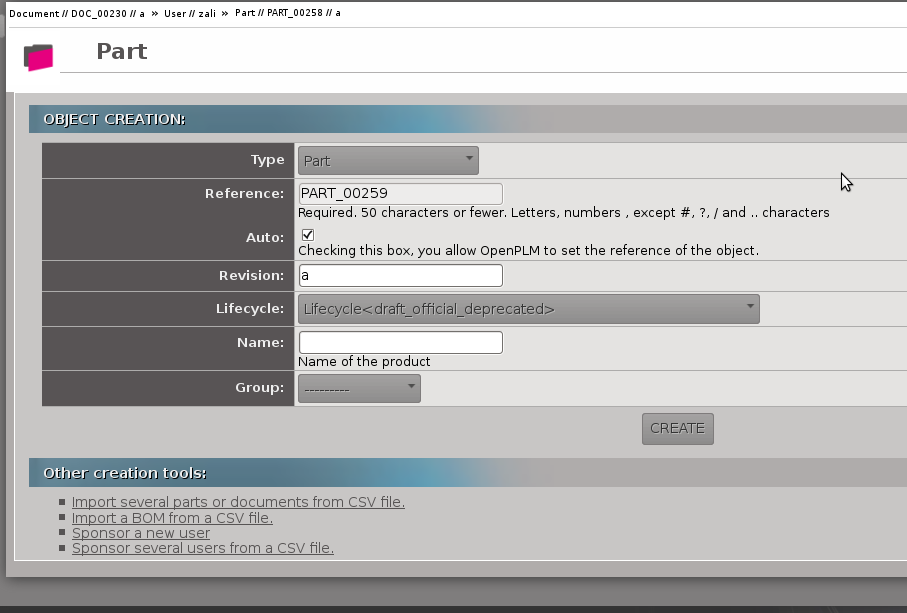 Document // DOC_00230 // a » User // zali » Part // PART_00258 // a
Part
OBJECT CREATION:
Type Part
Reference: PART_00259
Required. 50 characters or fewer. Letters, numbers , except #, ?, / and .. characters
Auto:
Checking this box, you allow OpenPLM to set the reference of the object.
Revision: a
Lifecycle: Lifecycle<draft_official_deprecated>
Name:
Name of the product
Group: ---------
CREATE
Other creation tools:
Import several parts or documents from CSV file.
Import a BOM from a CSV file.
Sponsor a new user
Sponsor several users from a CSV file.